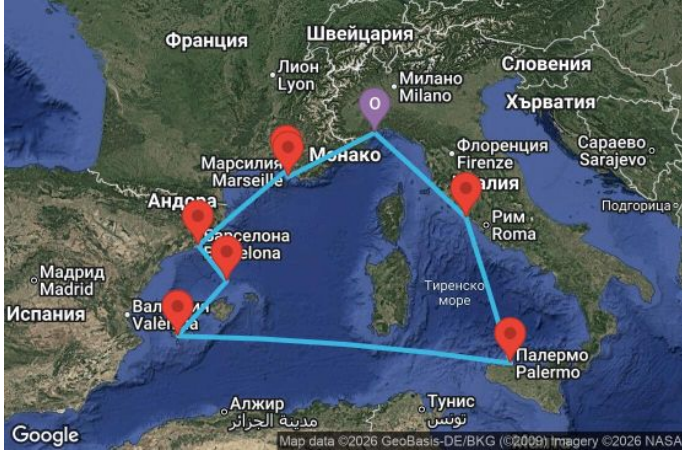 Швейцария
Франция
Словения
Лион
Lyon
Милано
Milano
Хърватия
O
Флоренция
Firenze
Сараево
Sarajevo
Монако
Марсилия
Marseille
Италия
Андора
Подгорица
Рим
Roma
Барселона
Barcelona
Мадрид
Madrid
Тиренско
море
Испания
València
Палермо
Palermo
Алжир
مدينة الجزائر
Тунис
تونس
Google
Map data ©2026 GeoBasis-DE/BKG (©2009) Imagery ©2026 NASA